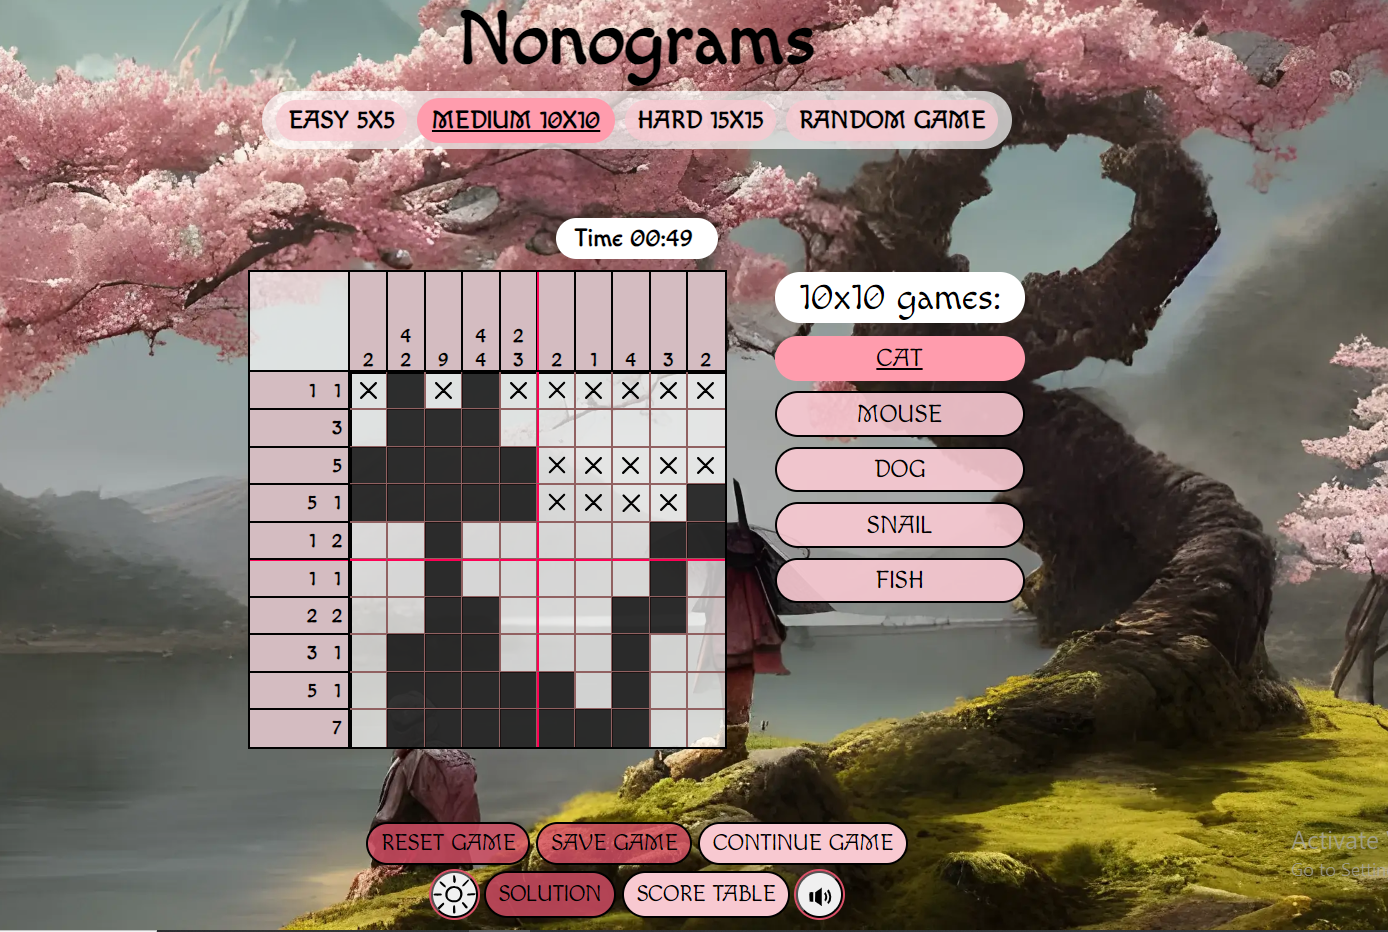 Nonograms
EASY 5X5 MEDIUM 10X10 HARD 15X15 RANDOM GAME
Time 00:49
10x10 games:
4 4 2
2 2 9 4 3 2 1 4 3 2
1 1
3
5
5 1
1 2
1 1
2 2
3 1
5 1
7
CAT
MOUSE
DOG
SNAIL
FISH
RESET GAME SAVE GAME CONTINUE GAME
SOLUTION SCORE TABLE
Activate